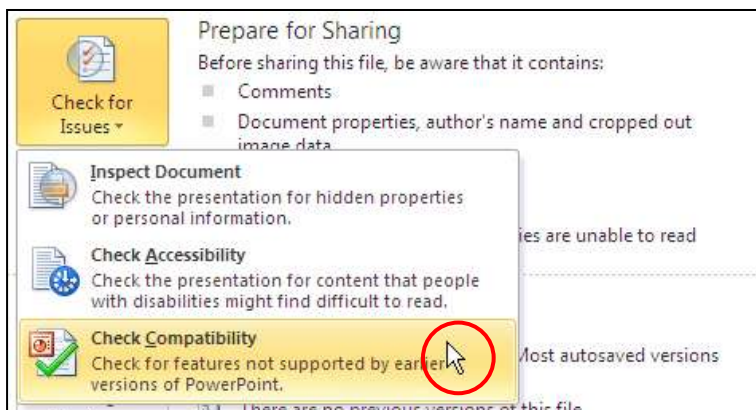 Prepare for Sharing
Before sharing this file, be aware that it contains:
Comments
Document properties, author's name and cropped out
image data
Check for
Issues
Inspect Document
Check the presentation for hidden properties
or personal information.
ies are unable to read
Check Accessibility
Check the presentation for content that people
with disabilities might find difficult to read.
Check Compatibility
Check for features not supported by earlier
versions of PowerPoint.
Most autosaved versions
There are no previous versions of this file